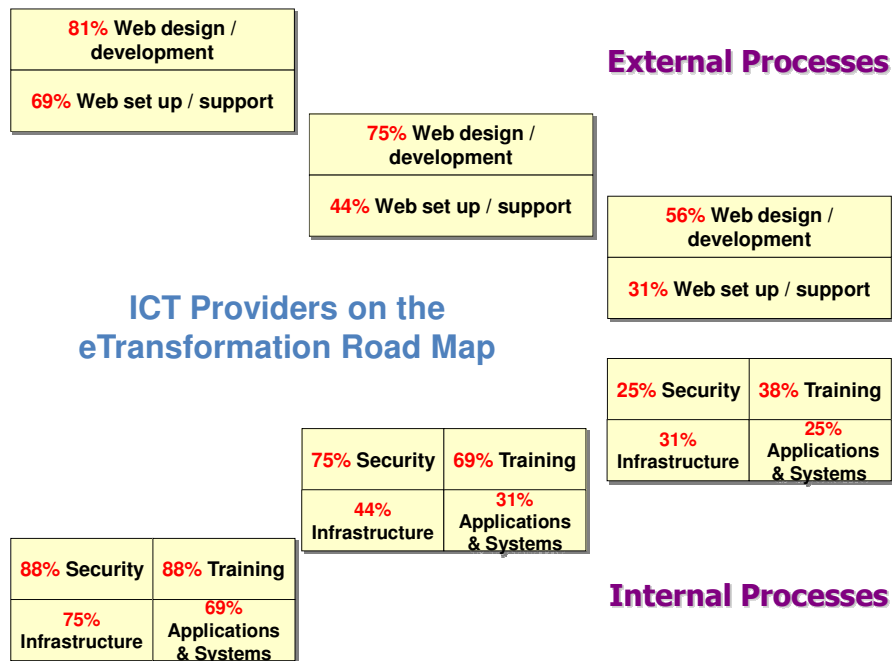 81% Web design /
development
69% Web set up / support
External Processes
75% Web design /
development
44% Web set up / support
56% Web design /
development
31% Web set up / support
ICT Providers on the
eTransformation Road Map
25% Security
38% Training
31%
Infrastructure
25%
Applications
& Systems
75% Security
69% Training
44%
Infrastructure
31%
Applications
& Systems
88% Security
88% Training
75%
Infrastructure
69%
Applications
& Systems
Internal Processes